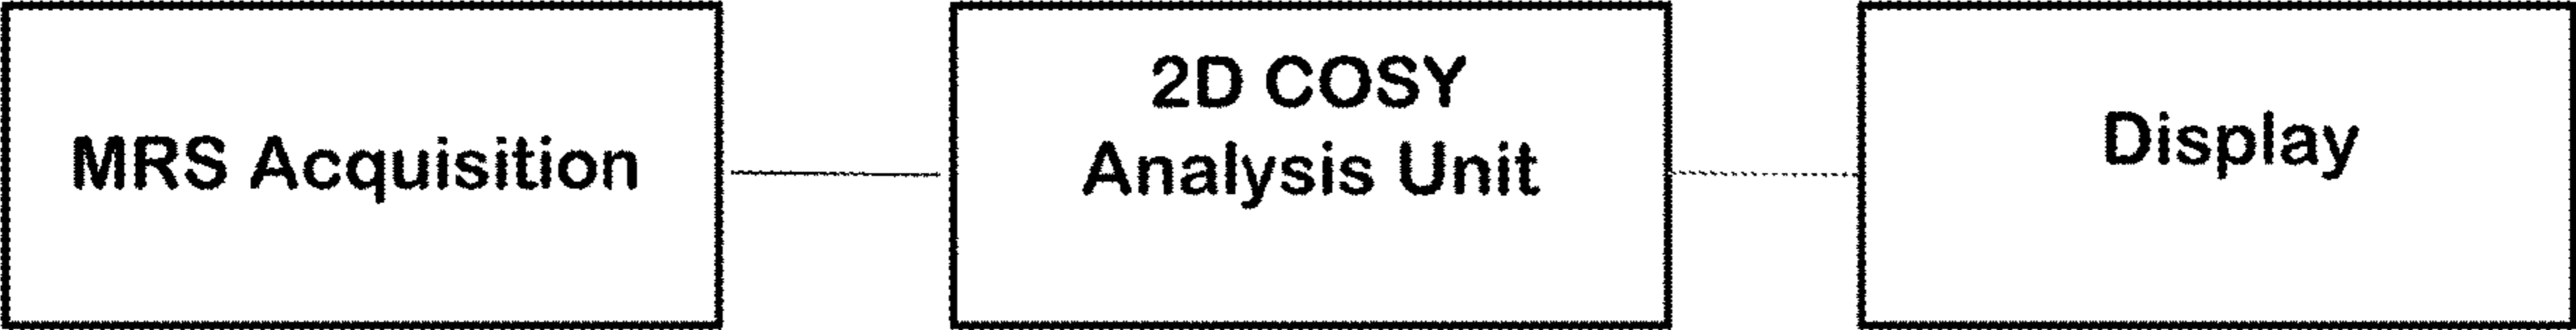 MRS Acquisition
2D COSY
Analysis Unit
Display